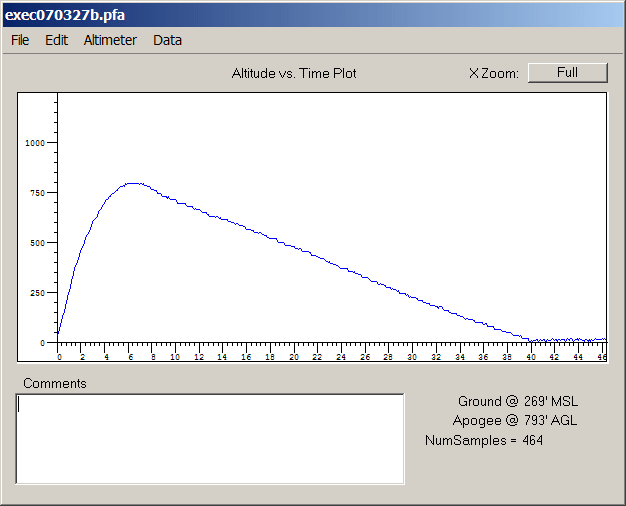 exec070327b.pfa
File Edit Altimeter Data
Altitude vs. Time Plot X Zoom: Full
1000
750
500
250
0
0 2 4 6 8 10 12 14 16 18 20 22 24 26 28 30 32 34 36 38 40 42 44 46
Comments
Ground @ 269' MSL
Apogee @ 793' AGL
NumSamples = 464